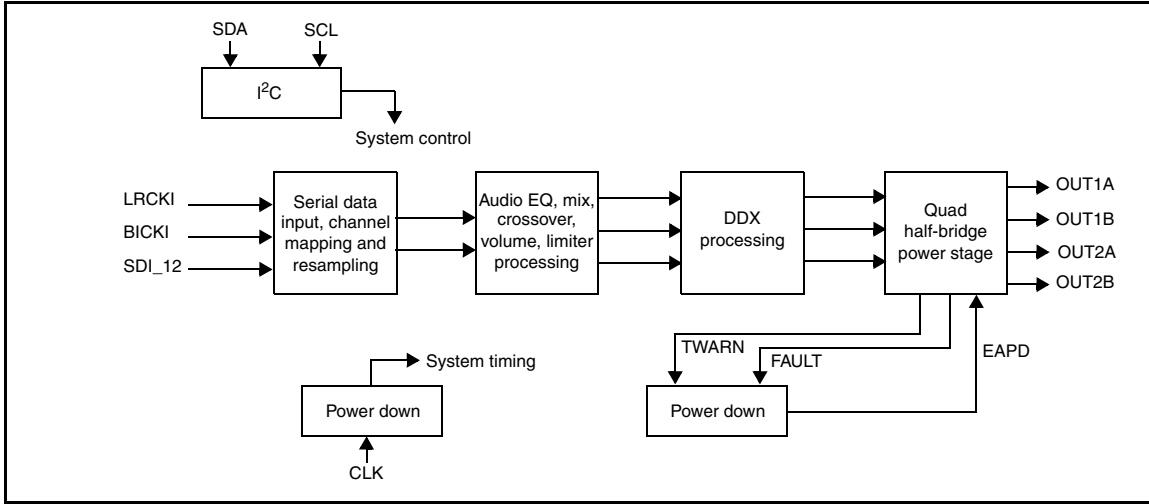 SDA
SCL
I²C
System control
LRCKI
BICKI
SDI_12
Serial data
input, channel
mapping and
resampling
Audio EQ, mix,
crossover,
volume, limiter
processing
DDX
processing
Quad
half-bridge
power stage
OUT1A
OUT1B
OUT2A
OUT2B
TWARN
FAULT
EAPD
System timing
Power down
CLK
Power down